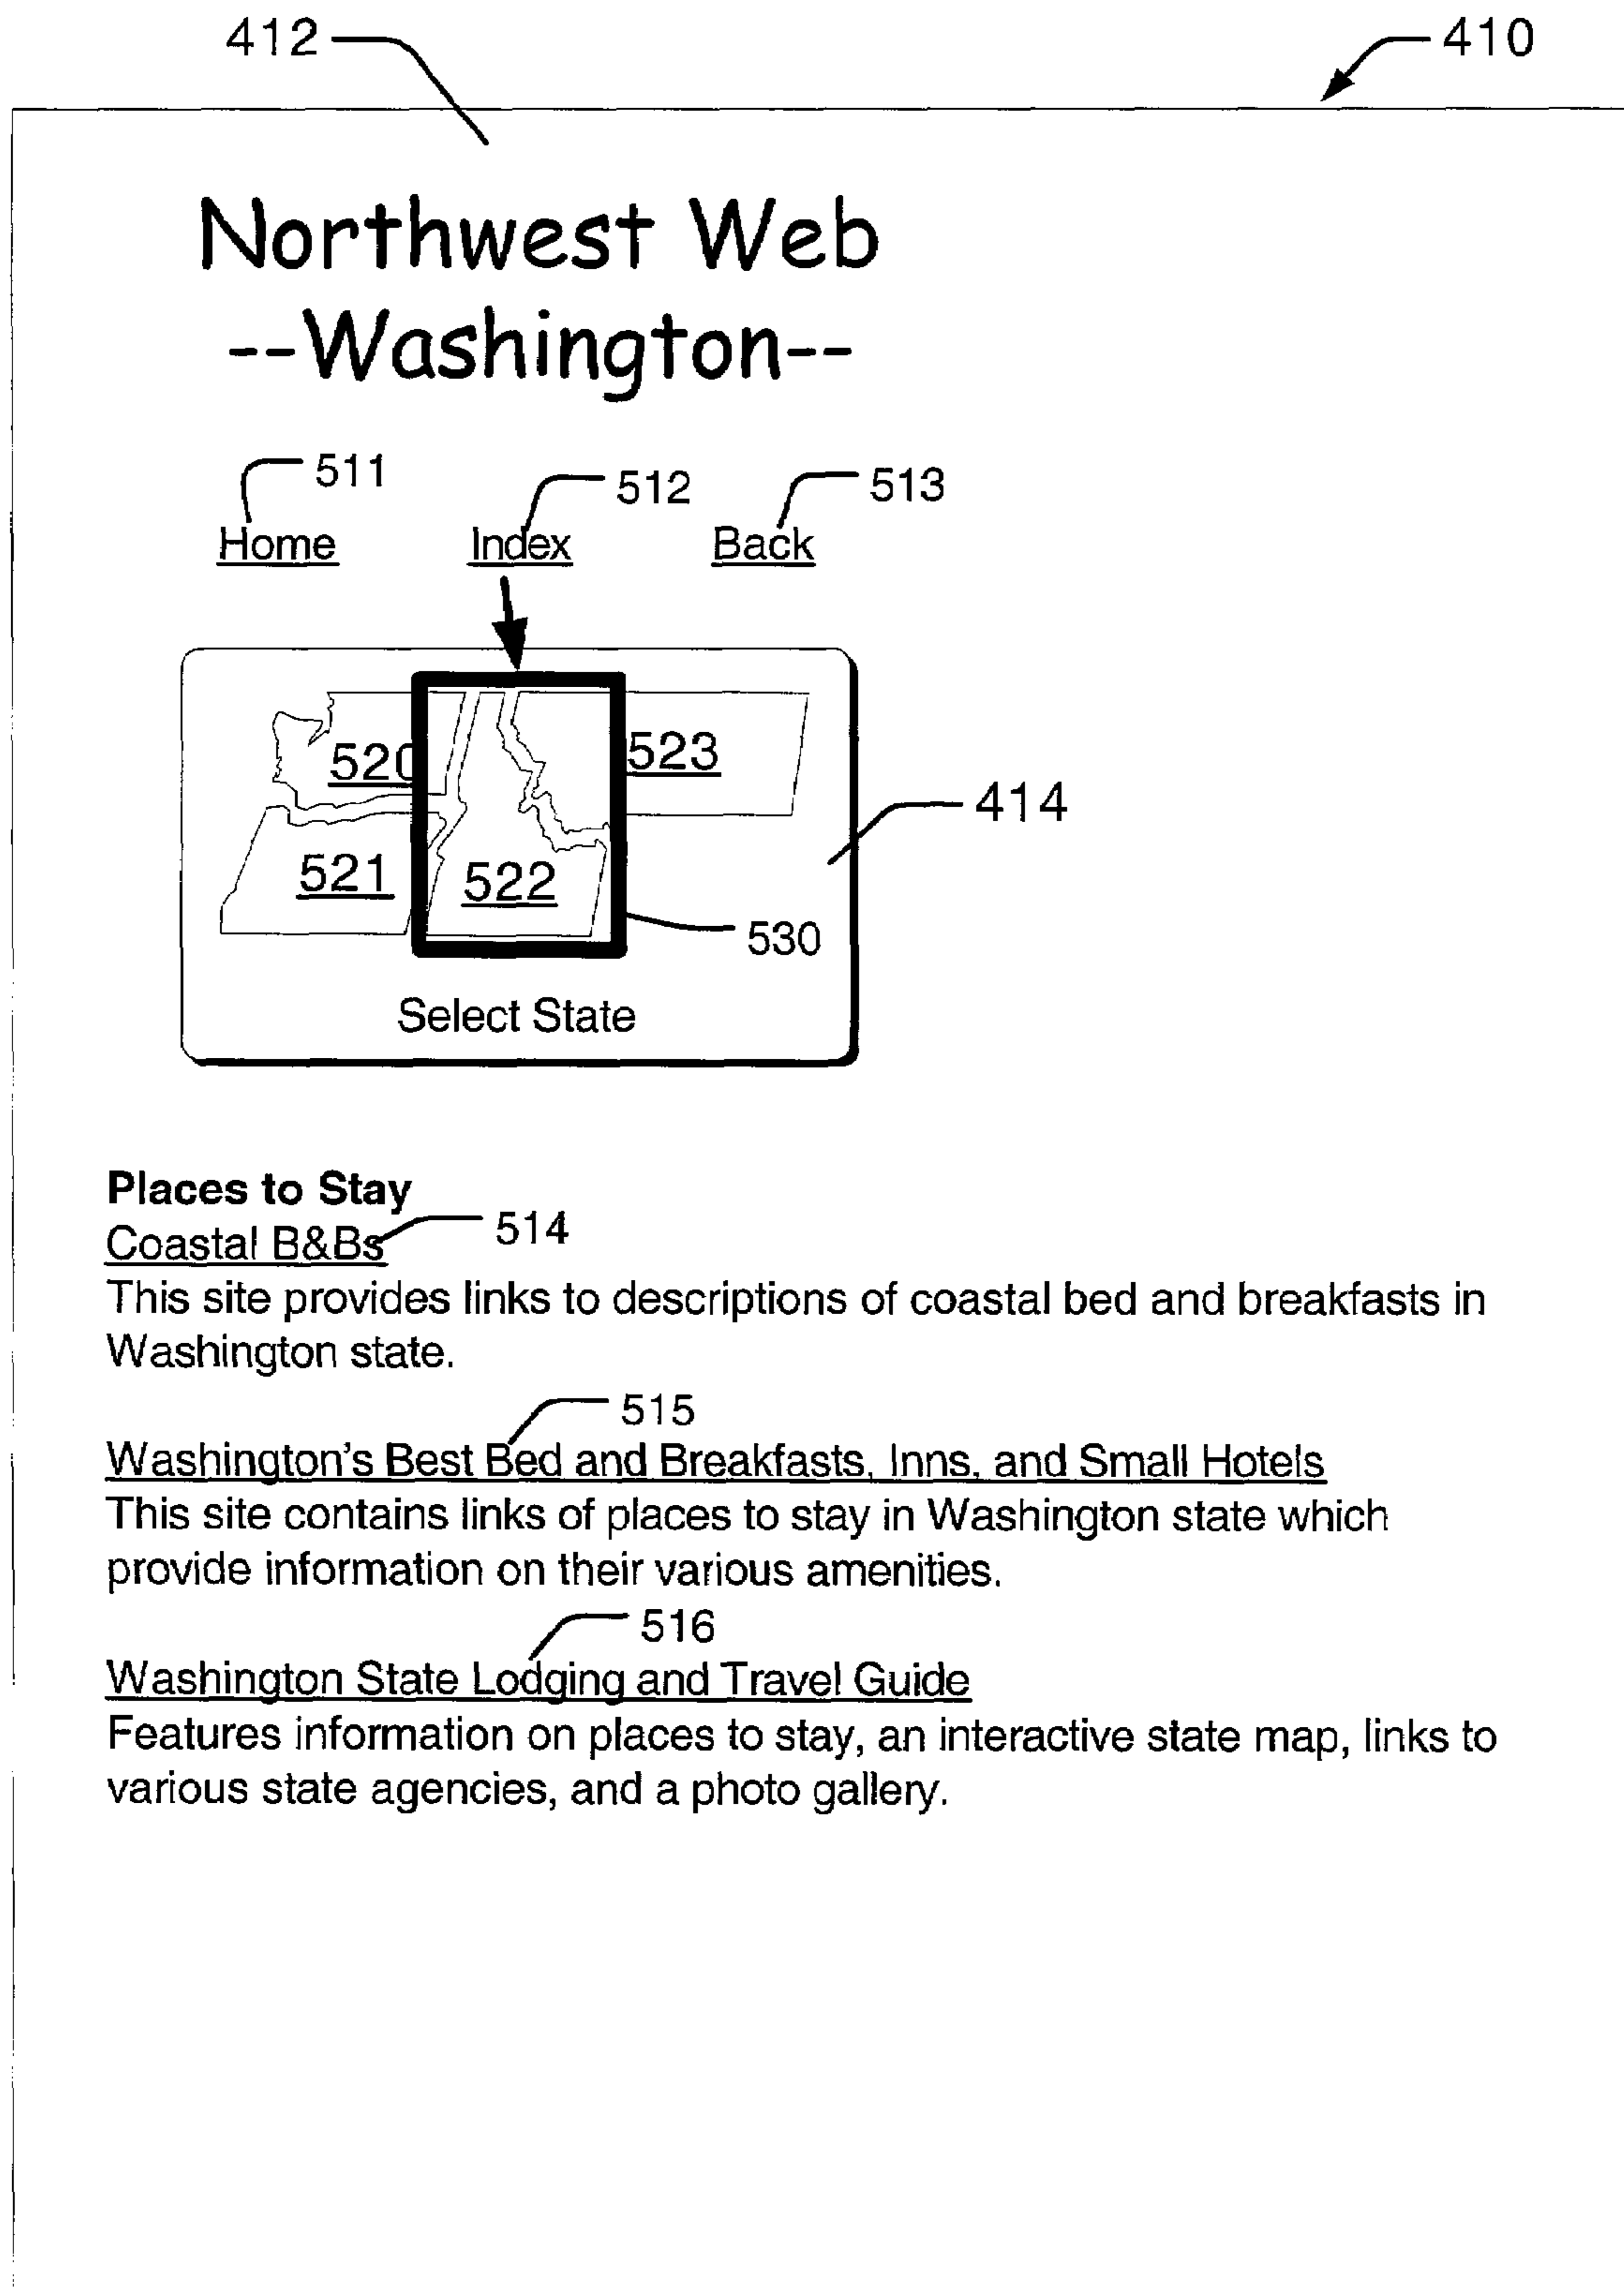 412
410
Northwest Web
--Washington--
511
512
513
Home Index Back
520
523
414
521
522
530
Select State
Places to Stay
Coastal B&Bs
514
This site provides links to descriptions of coastal bed and breakfasts in
Washington state.
515
Washington's Best Bed and Breakfasts, Inns, and Small Hotels
This site contains links of places to stay in Washington state which
provide information on their various amenities.
516
Washington State Lodging and Travel Guide
Features information on places to stay, an interactive state map, links to
various state agencies, and a photo gallery.